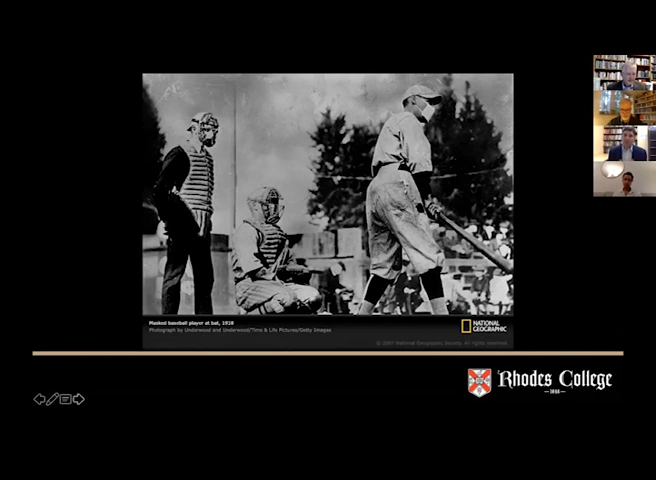 Masked baseball player at bat, 1918
Photograph by Underwood and Underwood/Time & Life Pictures/Getty Images
NATIONAL
GEOGRAPHIC
© 2007 National Geographic Society. All rights reserved.
Rhodes College
—1848—